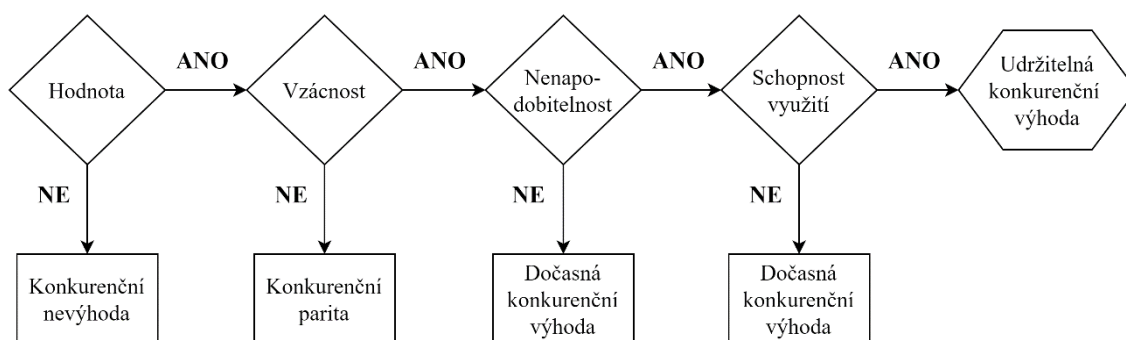 Hodnota
ANO
Vzácnost
ANO
Nenapo-
dobitelnost
ANO
Schopnost
využití
ANO
Udržitelná
konkurenční
výhoda
NE
NE
NE
NE
Konkurenční
nevýhoda
Konkurenční
parita
Dočasná
konkurenční
výhoda
Dočasná
konkurenční
výhoda